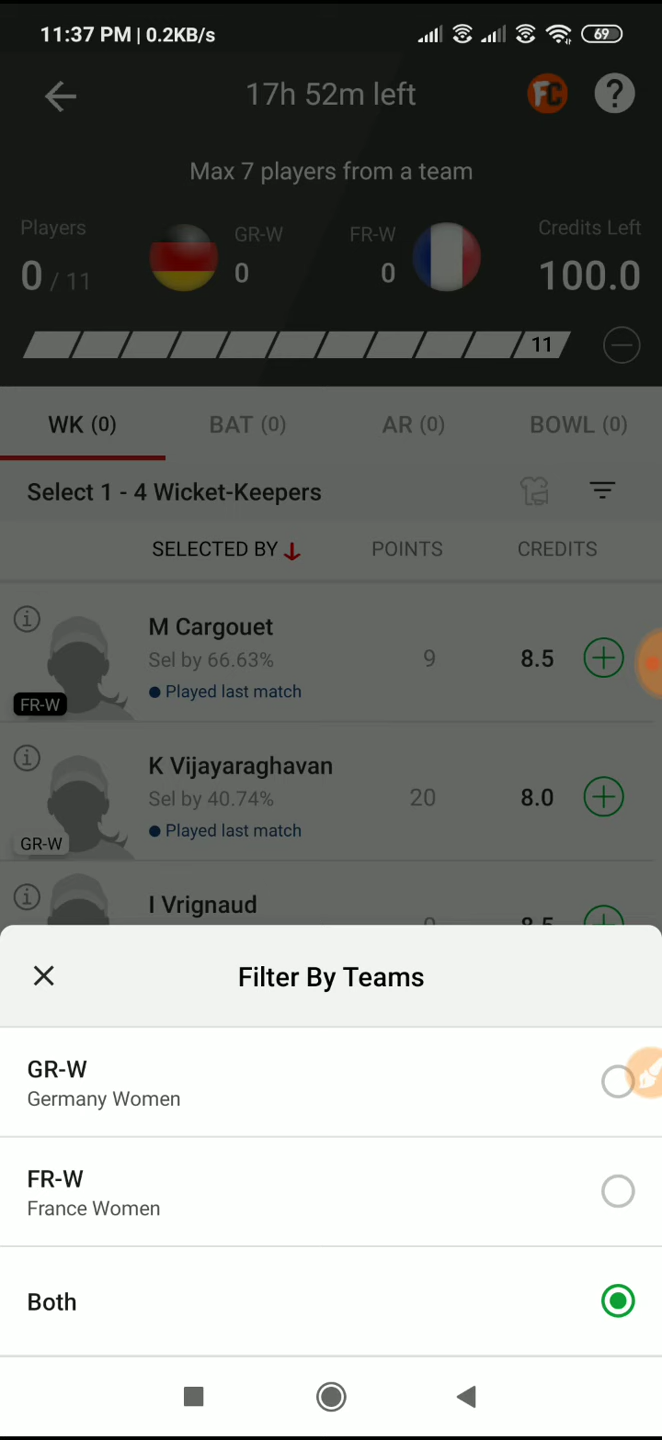 11:37 PM | 0.2KB/s
69
17h 52m left
FC
?
Max 7 players from a team
Players
GR-W
FR-W
Credits Left
0 / 11
0
0
100.0
11
WK (0)
BAT (0)
AR (0)
BOWL (0)
Select 1 - 4 Wicket-Keepers
SELECTED BY
POINTS
CREDITS
M Cargouet
Sel by 66.63%
9
8.5
Played last match
FR-W
K Vijayaraghavan
Sel by 40.74%
20
8.0
Played last match
GR-W
I Vrignaud
0
8.5
Filter By Teams
GR-W
Germany Women
FR-W
France Women
Both